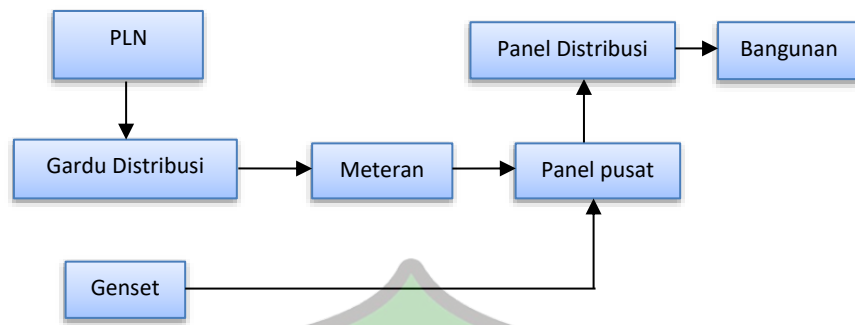 PLN
Panel Distribusi
Bangunan
Gardu Distribusi
Meteran
Panel pusat
Genset